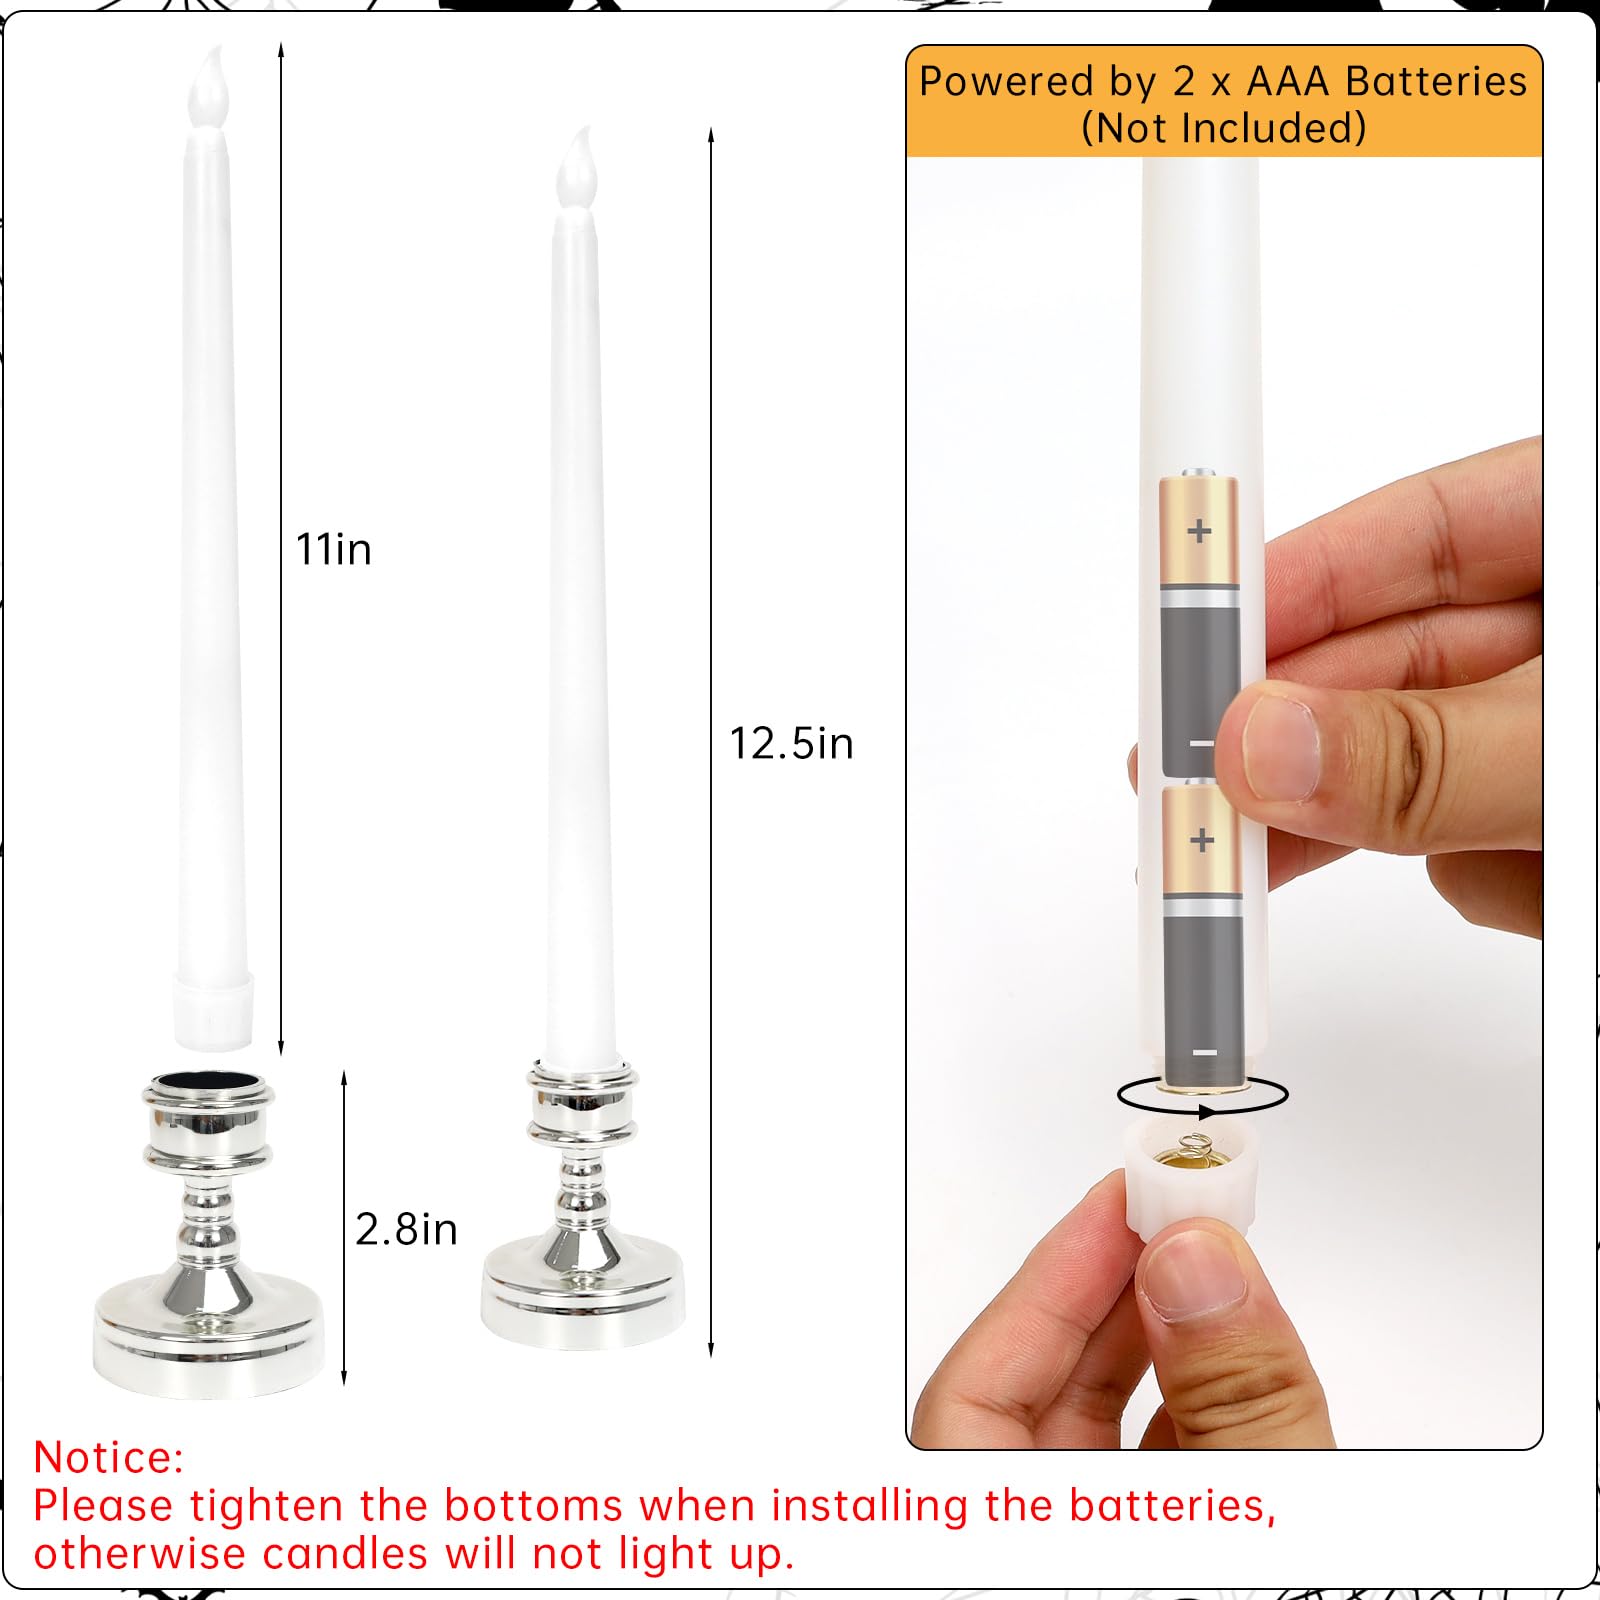 Powered by 2 x AAA Batteries
(Not Included)
11in
12.5in
2.8in
+
−
+
−
Notice:
Please tighten the bottoms when installing the batteries,
otherwise candles will not light up.